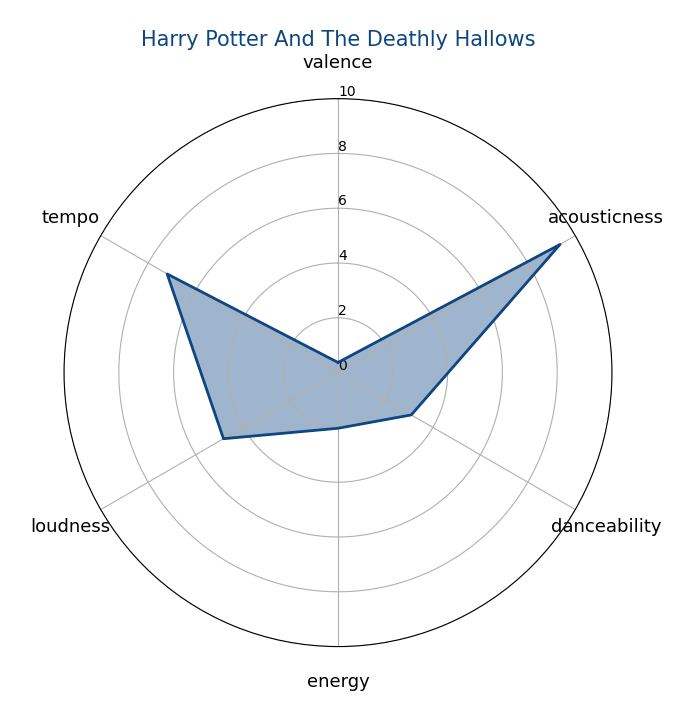 Harry Potter And The Deathly Hallows
valence
10
8
6
4
2
0
tempo
acousticness
loudness
danceability
energy